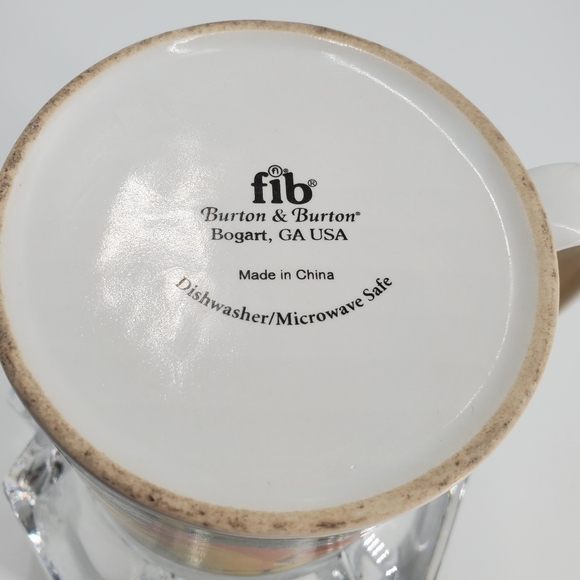 fib®
Burton & Burton®
Bogart, GA USA
Made in China
Dishwasher/Microwave Safe